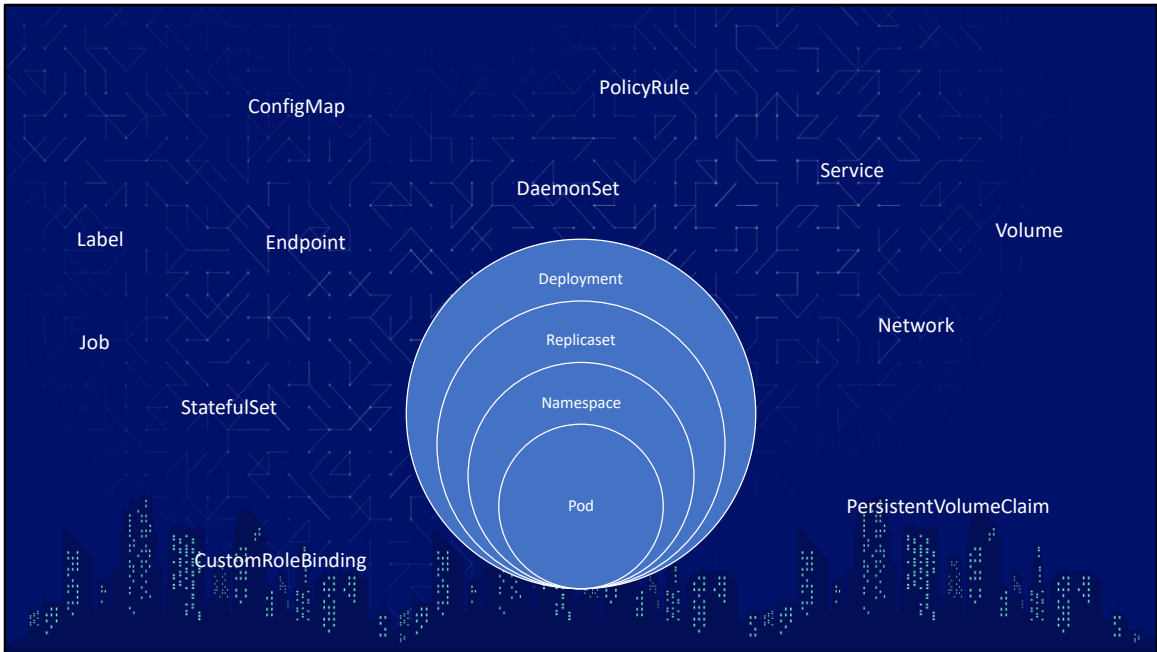 PolicyRule
ConfigMap
Service
DaemonSet
Volume
Label
Endpoint
Deployment
Network
Replicaset
Job
Namespace
StatefulSet
Pod
PersistentVolumeClaim
CustomRoleBinding